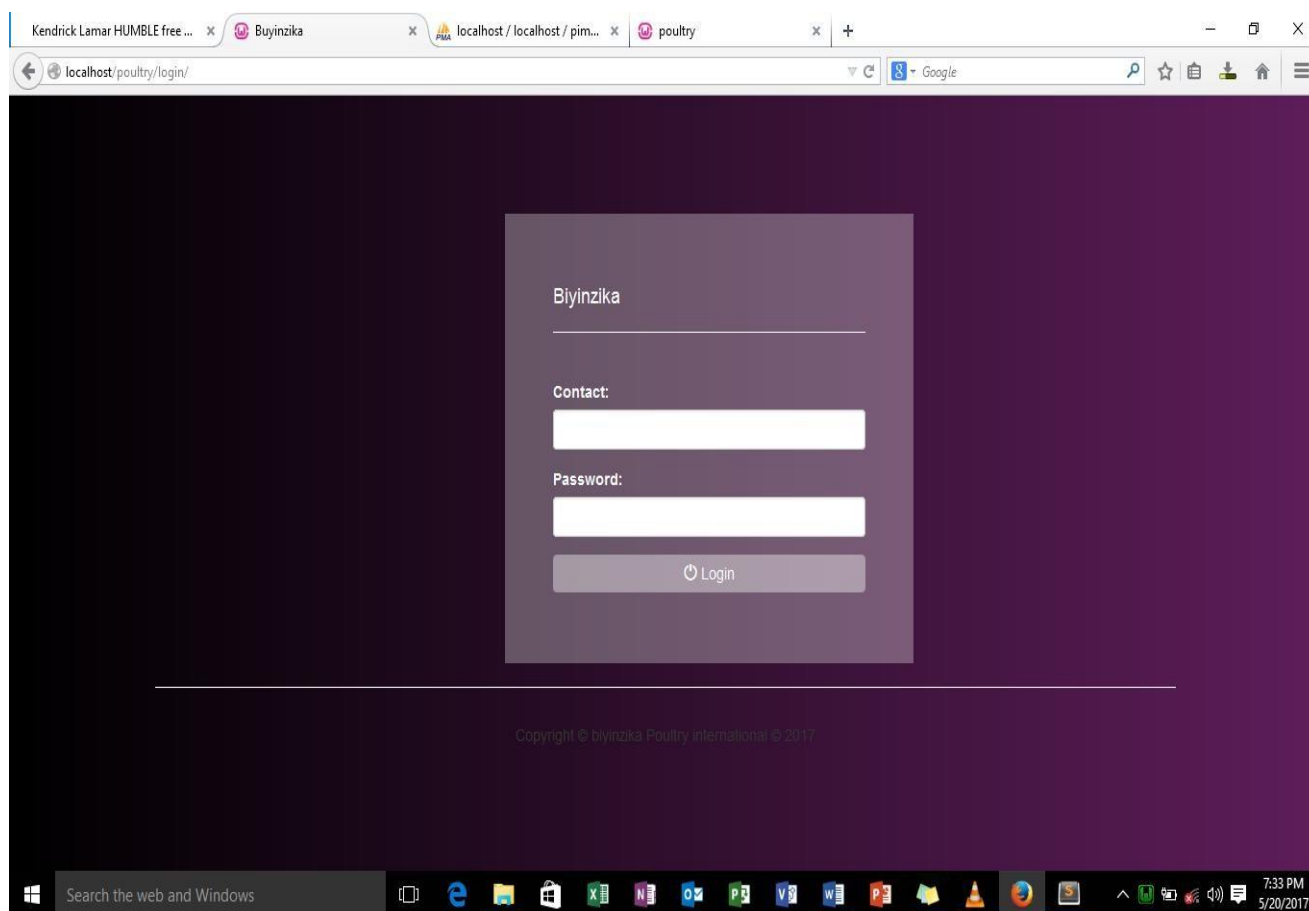 Kendrick Lamar HUMBLE free ...
Buyinzika
localhost / localhost / pim...
poultry
localhost/poultry/login/
Google
Biyinzika
Contact:
Password:
Login
Copyright © biyinzika Poultry international © 2017
Search the web and Windows
7:33 PM
5/20/2017